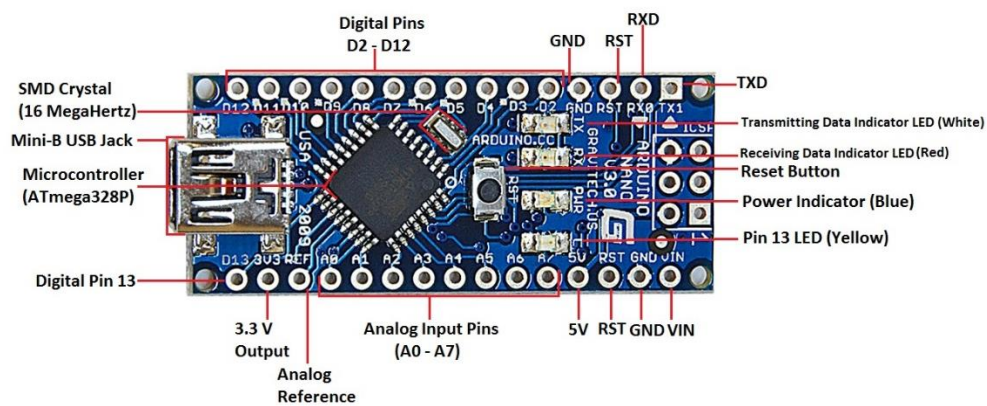 Digital Pins
D2 - D12
GND
RST
RXD
TXD
SMD Crystal
(16 MegaHertz)
Mini-B USB Jack
Microcontroller
(ATmega328P)
Digital Pin 13
3.3 V
Output
Analog
Reference
Analog Input Pins
(A0 - A7)
5V
RST
GND
VIN
Transmitting Data Indicator LED (White)
Receiving Data Indicator LED (Red)
Reset Button
Power Indicator (Blue)
Pin 13 LED (Yellow)
D12 D11 D10 D9 D8 D7 D6 D5 D4 D3 D2 GND RST RX0 TX1
TX
RX
PWR
L
RST
ARDUINO.CC
GRAVITECH.US
ARDUINO
NANO
V3.0
ICSP
1
USA
2009
D13 3V3 REF A0 A1 A2 A3 A4 A5 A6 A7 5V RST GND VIN